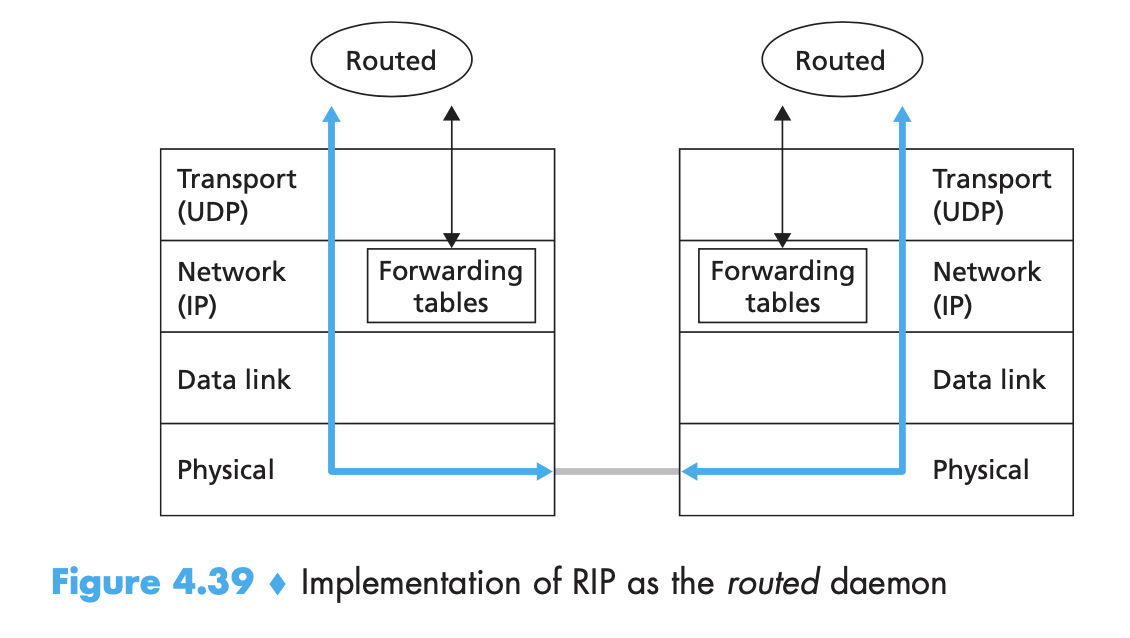 Routed
Routed
Transport
(UDP)
Transport
(UDP)
Network
(IP)
Forwarding
tables
Forwarding
tables
Network
(IP)
Data link
Data link
Physical
Physical
Figure 4.39 ♦ Implementation of RIP as the routed daemon